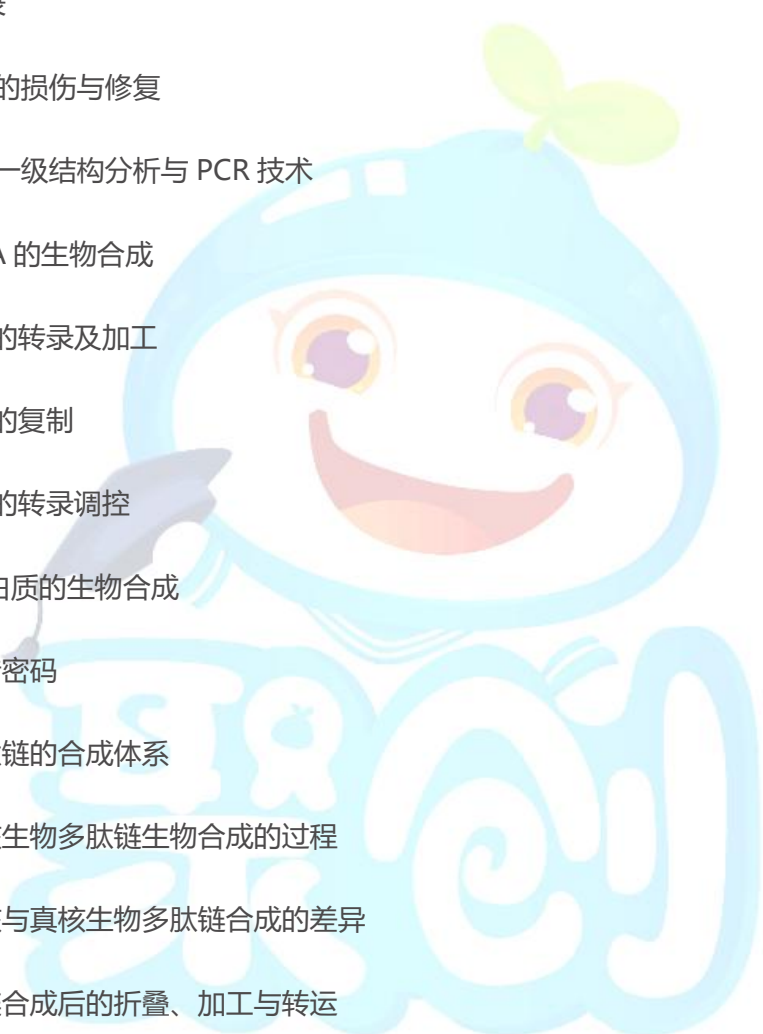 的损伤与修复
一级结构分析与 PCR 技术
A 的生物合成
的转录及加工
的复制
的转录调控
白质的生物合成
密码
链的合成体系
生物多肽链生物合成的过程
与真核生物多肽链合成的差异
合成后的折叠、加工与转运
聚创